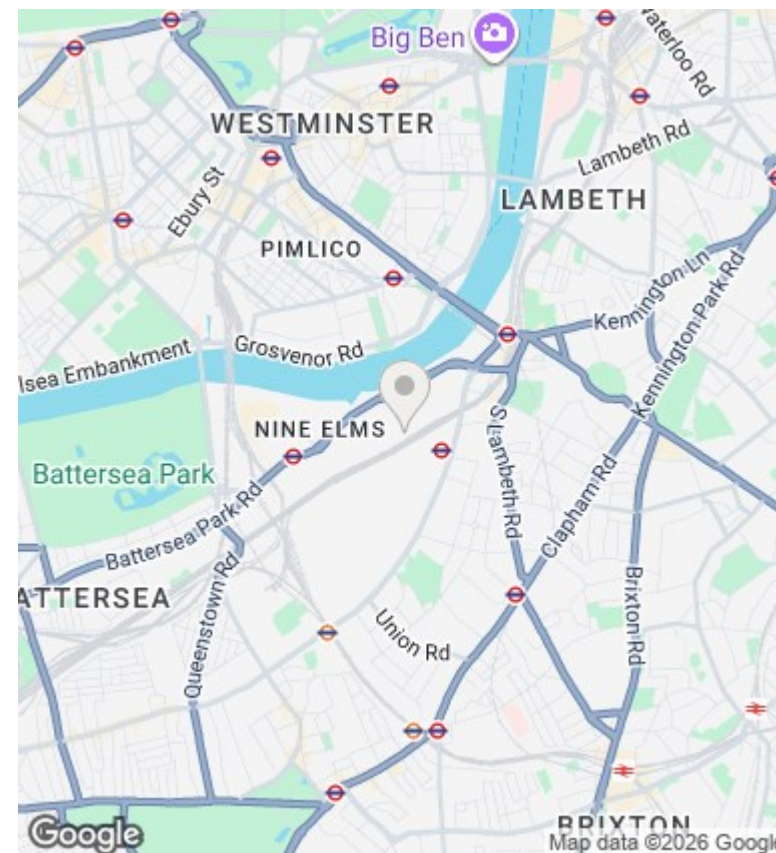 Big Ben
Waterloo Rd
WESTMINSTER
Lambeth Rd
Ebury St
LAMBETH
PIMLICO
Kennington Ln
Kennington Park Rd
Grosvenor Rd
lsea Embankment
NINE ELMS
S Lambeth Rd
Battersea Park
Clapham Rd
Battersea Park Rd
ATTERSEA
Queenstown Rd
Union Rd
Brixton Rd
BRIXTON
Google
Map data ©2026 Google